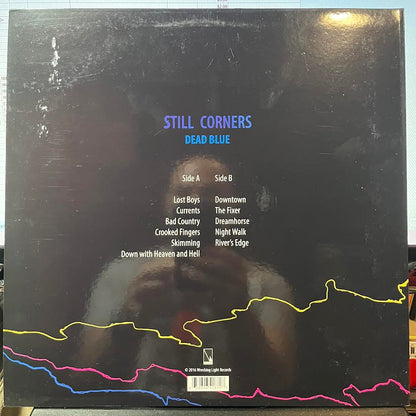 STILL CORNERS
DEAD BLUE
Side A
Lost Boys
Currents
Bad Country
Crooked Fingers
Skimming
Down with Heaven and Hell
Side B
Downtown
The Fixer
Dreamhorse
Night Walk
River's Edge
© 2016 Wrecking Light Records